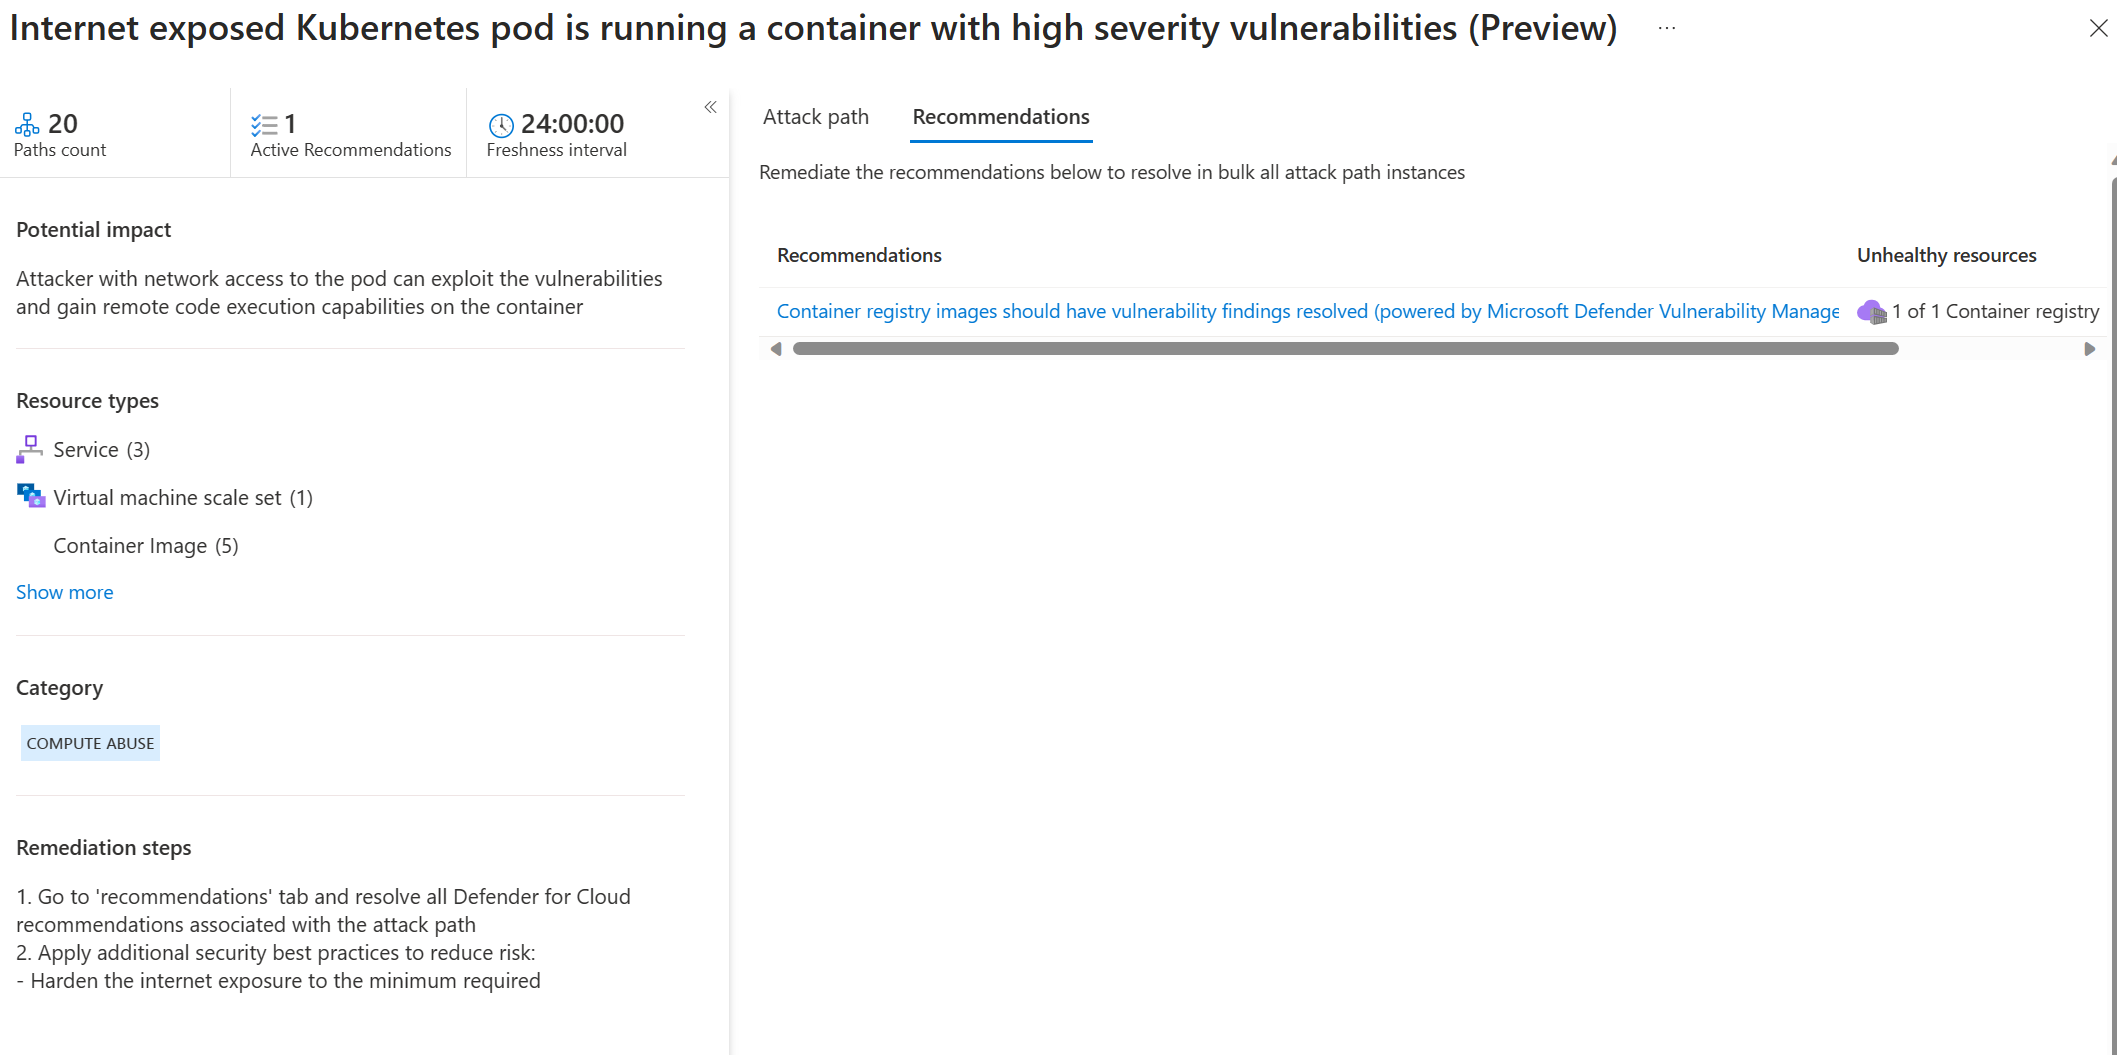 Internet exposed Kubernetes pod is running a container with high severity vulnerabilities (Preview)
20
Paths count
1
Active Recommendations
24:00:00
Freshness interval
Potential impact
Attacker with network access to the pod can exploit the vulnerabilities
and gain remote code execution capabilities on the container
Resource types
Service (3)
Virtual machine scale set (1)
Container Image (5)
Show more
Category
COMPUTE ABUSE
Remediation steps
1. Go to 'recommendations' tab and resolve all Defender for Cloud
recommendations associated with the attack path
2. Apply additional security best practices to reduce risk:
- Harden the internet exposure to the minimum required
Attack path
Recommendations
Remediate the recommendations below to resolve in bulk all attack path instances
Recommendations
Unhealthy resources
Container registry images should have vulnerability findings resolved (powered by Microsoft Defender Vulnerability Manage
1 of 1 Container registry